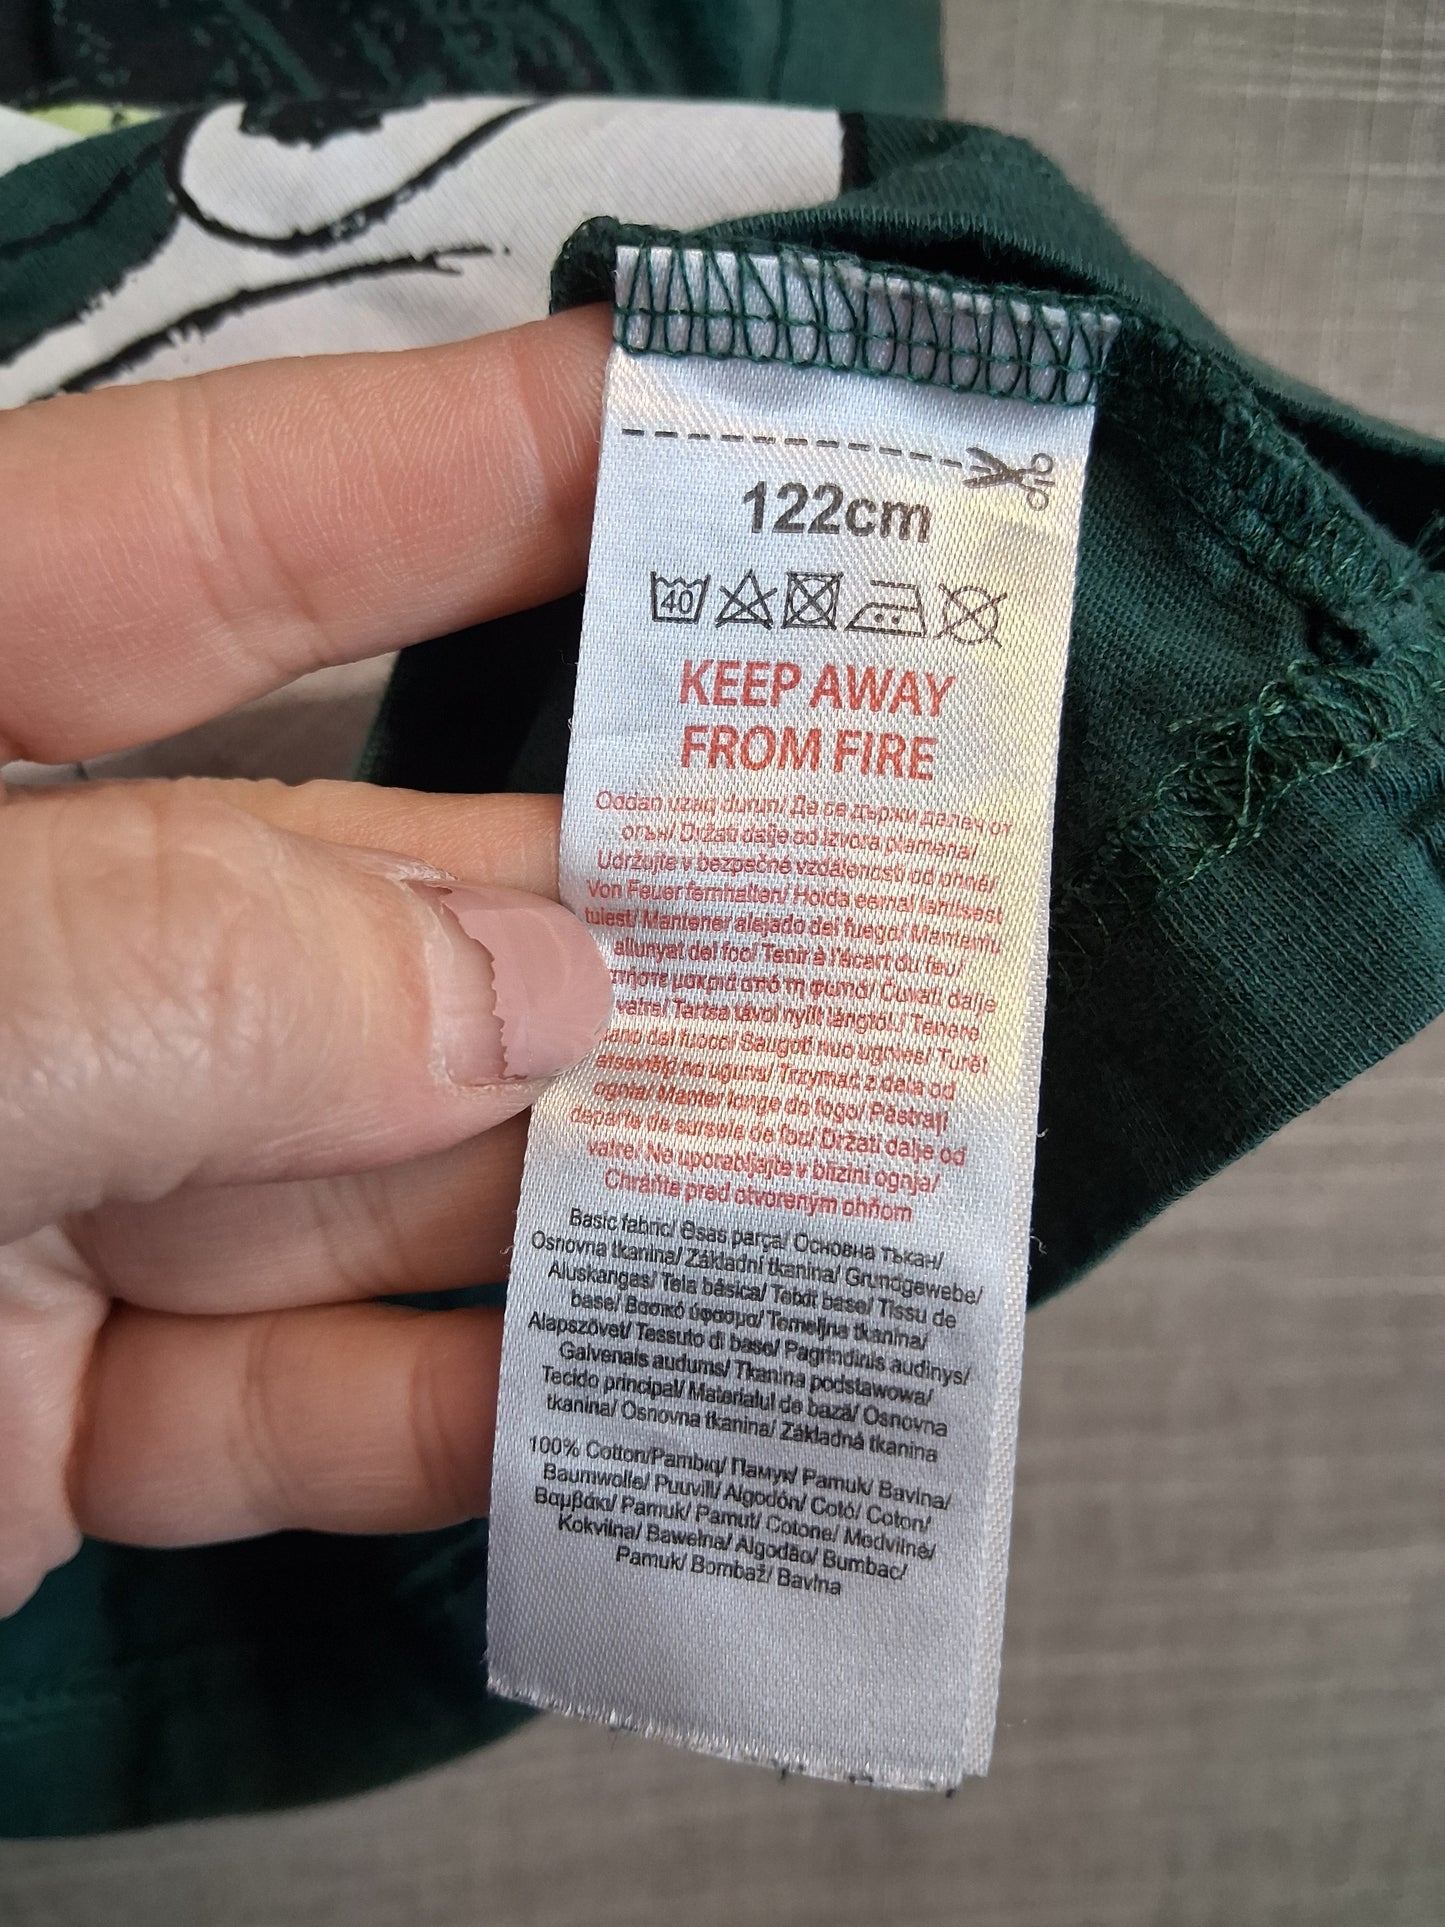 122cm
40
KEEP AWAY
FROM FIRE
Oddan uzaq durun/ Да се държи далеч от
огън/ Držati dalje od izvora plamena/
Udržujte v bezpečné vzdálenosti od ohně/
Von Feuer fernhalten/ Hoida eemal lahtisest
tulest/ Mantener alejado del fuego/ Manteniu
allunyat del foc/ Tenir à l'écart du feu/
μακριά από τη φωτιά/ Čuvati dalje
vatre/ Tartsa távol nyílt lángtól/ Tenere
dal fuoco/ Saugoti nuo ugnies/ Turēt
atsevišķi no uguns/ Trzymać z dala od
ognia/ Manter longe do fogo/ Păstrați
departe de sursele de foc/ Držati dalje od
vatre/ Ne uporabljajte v bližini ognja/
Chráňte pred otvoreným ohňom
Basic fabric/ Əsas parça/ Основна Тъкан/
Osnovna tkanina/ Základní tkanina/ Grundgewebe/
Aluskangas/ Tela básica/ Teixit base/ Tissu de
base/ Βασικό ύφασμα/ Temeljna tkanina/
Alapszövet/ Tessuto di base/ Pagrindinis audinys/
Galvenais audums/ Tkanina podstawowa/
Tecido principal/ Materialul de bază/ Osnovna
tkanina/ Osnovna tkanina/ Základná tkanina
100% Cotton/Pambıq/ Памук/ Pamuk/ Bavlna/
Baumwolle/ Puuvill/ Algodón/ Cotó/ Coton/
Βαμβάκι/ Pamuk/ Pamut/ Cotone/ Medvilnė/
Kokvilna/ Bawełna/ Algodão/ Bumbac/
Pamuk/ Bombaž/ Bavlna